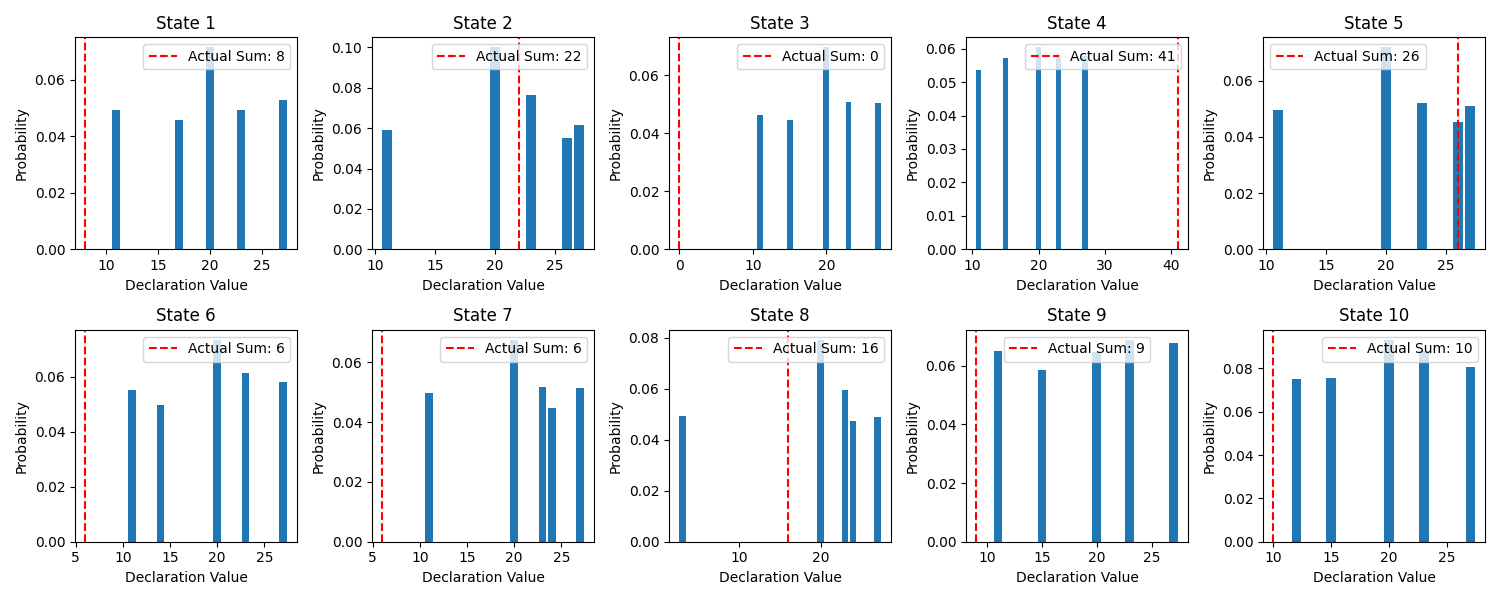 State 1
Actual Sum: 8
0.06
0.04
0.02
0.00
Probability
10
15
20
25
Declaration Value
State 2
Actual Sum: 22
0.10
0.08
0.06
0.04
0.02
0.00
Probability
10
15
20
25
Declaration Value
State 3
Actual Sum: 0
0.06
0.04
0.02
0.00
Probability
0
10
20
Declaration Value
State 4
Actual Sum: 41
0.06
0.05
0.04
0.03
0.02
0.01
0.00
Probability
10
20
30
40
Declaration Value
State 5
Actual Sum: 26
0.06
0.04
0.02
0.00
Probability
10
15
20
25
Declaration Value
State 6
Actual Sum: 6
0.06
0.04
0.02
0.00
Probability
5
10
15
20
25
Declaration Value
State 7
Actual Sum: 6
0.06
0.04
0.02
0.00
Probability
5
10
15
20
25
Declaration Value
State 8
Actual Sum: 16
0.08
0.06
0.04
0.02
0.00
Probability
10
20
Declaration Value
State 9
Actual Sum: 9
0.06
0.04
0.02
0.00
Probability
10
15
20
25
Declaration Value
State 10
Actual Sum: 10
0.08
0.06
0.04
0.02
0.00
Probability
10
15
20
25
Declaration Value